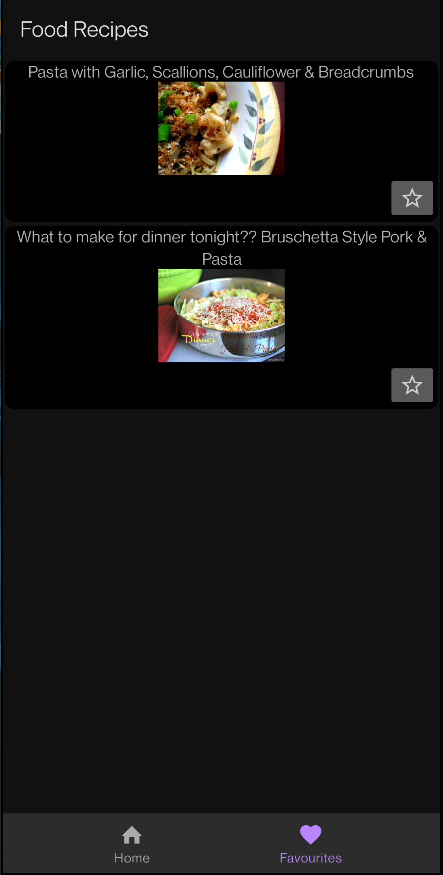 Food Recipes
Pasta with Garlic, Scallions, Cauliflower & Breadcrumbs
What to make for dinner tonight?? Bruschetta Style Pork &
Pasta
Dinner
Home
Favourites